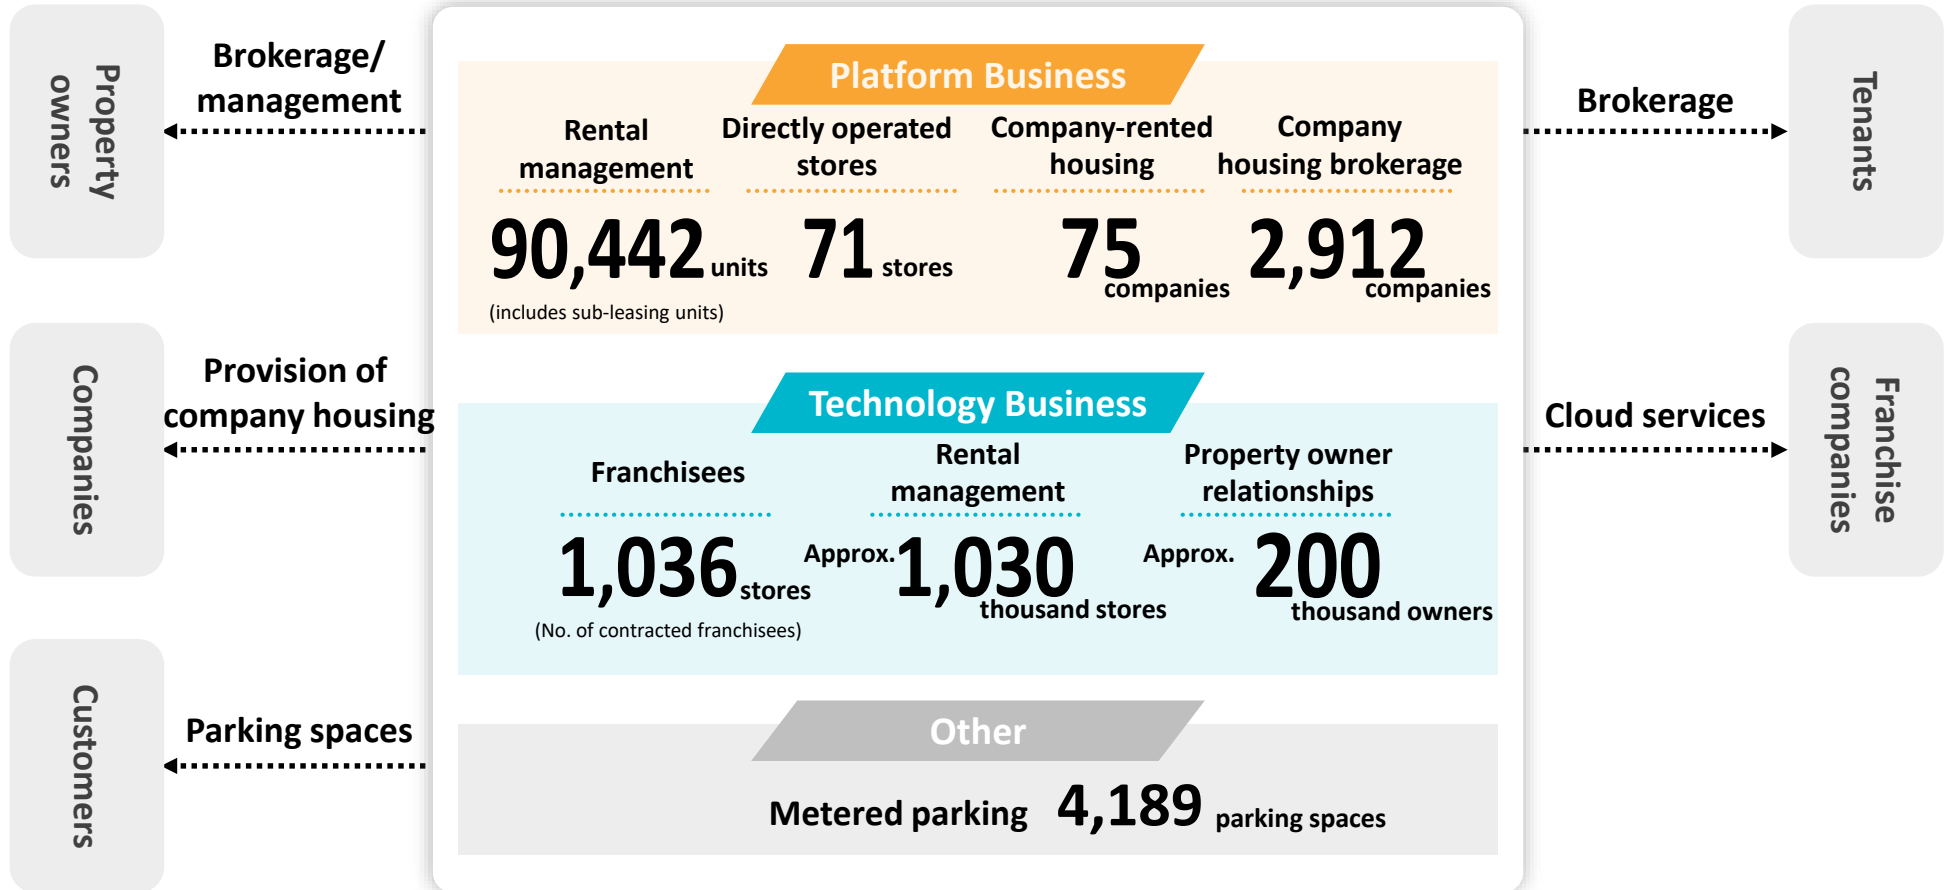 Property
owners
Brokerage/
management
Companies
Provision of
company housing
Customers
Parking spaces
Platform Business
Rental
management
90,442 units
(includes sub-leasing units)
Directly operated
stores
71 stores
Company-rented
housing
75 companies
Company
housing brokerage
2,912 companies
Technology Business
Franchisees
1,036 stores
(No. of contracted franchisees)
Rental
management
Approx. 1,030 thousand stores
Property owner
relationships
Approx. 200 thousand owners
Other
Metered parking 4,189 parking spaces
Brokerage
Tenants
Cloud services
Franchise
companies